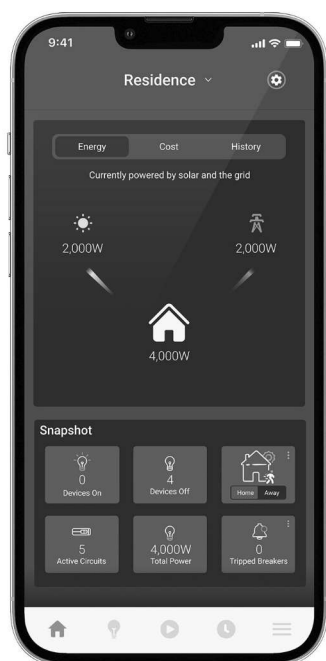 9:41
Residence
Energy Cost History
Currently powered by solar and the grid
2,000W 2,000W
4,000W
Snapshot
0 4
Devices On Devices Off
Home Away
5 4,000W 0
Active Circuits Total Power Tripped Breakers